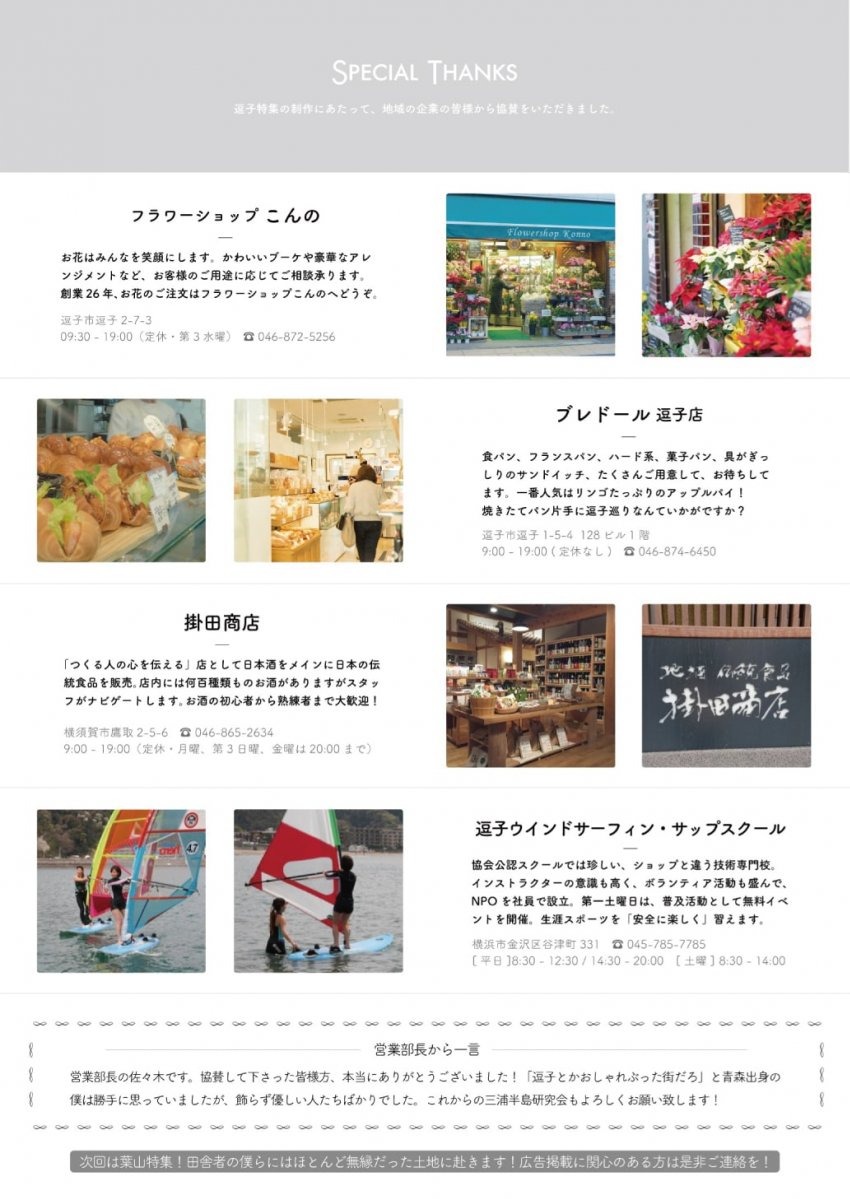 SPECIAL THANKS
逗子特集の制作にあたって、地域の企業の皆様から協賛をいただきました。
フラワーショップ こんの
お花はみんなを笑顔にします。かわいいブーケや豪華なアレ
ンジメントなど、お客様のご用途に応じてご相談承ります。
創業26年、お花のご注文はフラワーショップこんのへどうぞ。
逗子市逗子 2-7-3
09:30 - 19:00（定休・第3水曜） ☎ 046-872-5256
Flowershop Konno
ブレドール 逗子店
食パン、フランスパン、ハード系、菓子パン、具がぎっ
しりのサンドイッチ、たくさんご用意して、お待ちして
ます。一番人気はリンゴたっぷりのアップルパイ！
焼きたてパン片手に逗子巡りなんていかがですか？
逗子市逗子1-5-4 128ビル1階
9:00 - 19:00 ( 定休なし ) ☎ 046-874-6450
掛田商店
「つくる人の心を伝える」店として日本酒をメインに日本の伝
統食品を販売。店内には何百種類ものお酒がありますがスタッ
フがナビゲートします。お酒の初心者から熟練者まで大歓迎！
横須賀市鷹取 2-5-6 ☎ 046-865-2634
9:00 - 19:00（定休・月曜、第3日曜、金曜は20:00まで）
地酒 伝統食品
掛田商店
4.7
逗子ウインドサーフィン・サップスクール
協会公認スクールでは珍しい、ショップと違う技術専門校。
インストラクターの意識も高く、ボランティア活動も盛んで、
NPOを社員で設立。第一土曜日は、普及活動として無料イベ
ントを開催。生涯スポーツを「安全に楽しく」習えます。
横浜市金沢区谷津町331 ☎ 045-785-7785
[ 平日 ]8:30 - 12:30 / 14:30 - 20:00 [ 土曜 ] 8:30 - 14:00
営業部長から一言
営業部長の佐々木です。協賛して下さった皆様方、本当にありがとうございました！「逗子とかおしゃれぶった街だろ」と青森出身の
僕は勝手に思っていましたが、飾らず優しい人たちばかりでした。これからの三浦半島研究会もよろしくお願い致します！
次回は葉山特集！田舎者の僕らにはほとんど無縁だった土地に赴きます！広告掲載に関心のある方は是非ご連絡を！